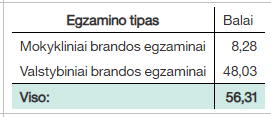 Egzamino tipas Balai
Mokykliniai brandos egzaminai 8,28
Valstybiniai brandos egzaminai 48,03
Viso: 56,31